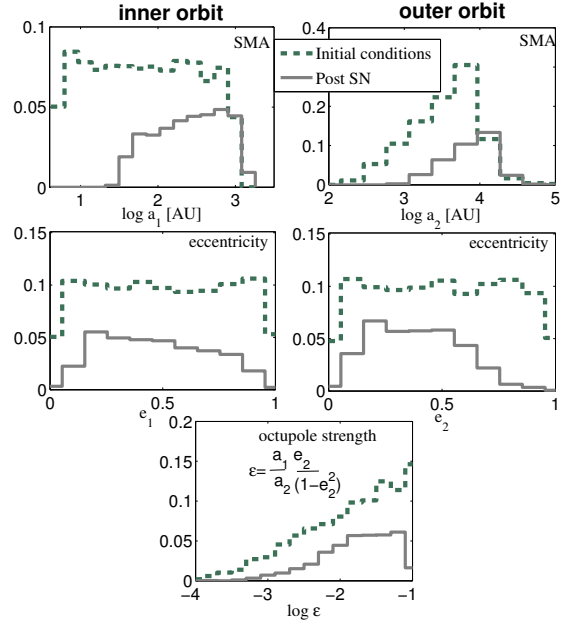 inner orbit
outer orbit
0.1
0.05
0
SMA
1
2
3
log a1 [AU]
0.4
0.3
0.2
0.1
0
SMA
2
3
4
5
log a2 [AU]
Initial conditions
Post SN
0.15
0.1
0.05
0
eccentricity
0
0.5
1
e1
0.15
0.1
0.05
0
eccentricity
0
0.5
1
e2
0.2
0.15
0.1
0.05
0
octupole strength
ε= a1 e2
a2 (1−e2^2)
−4
−3
−2
−1
log ε